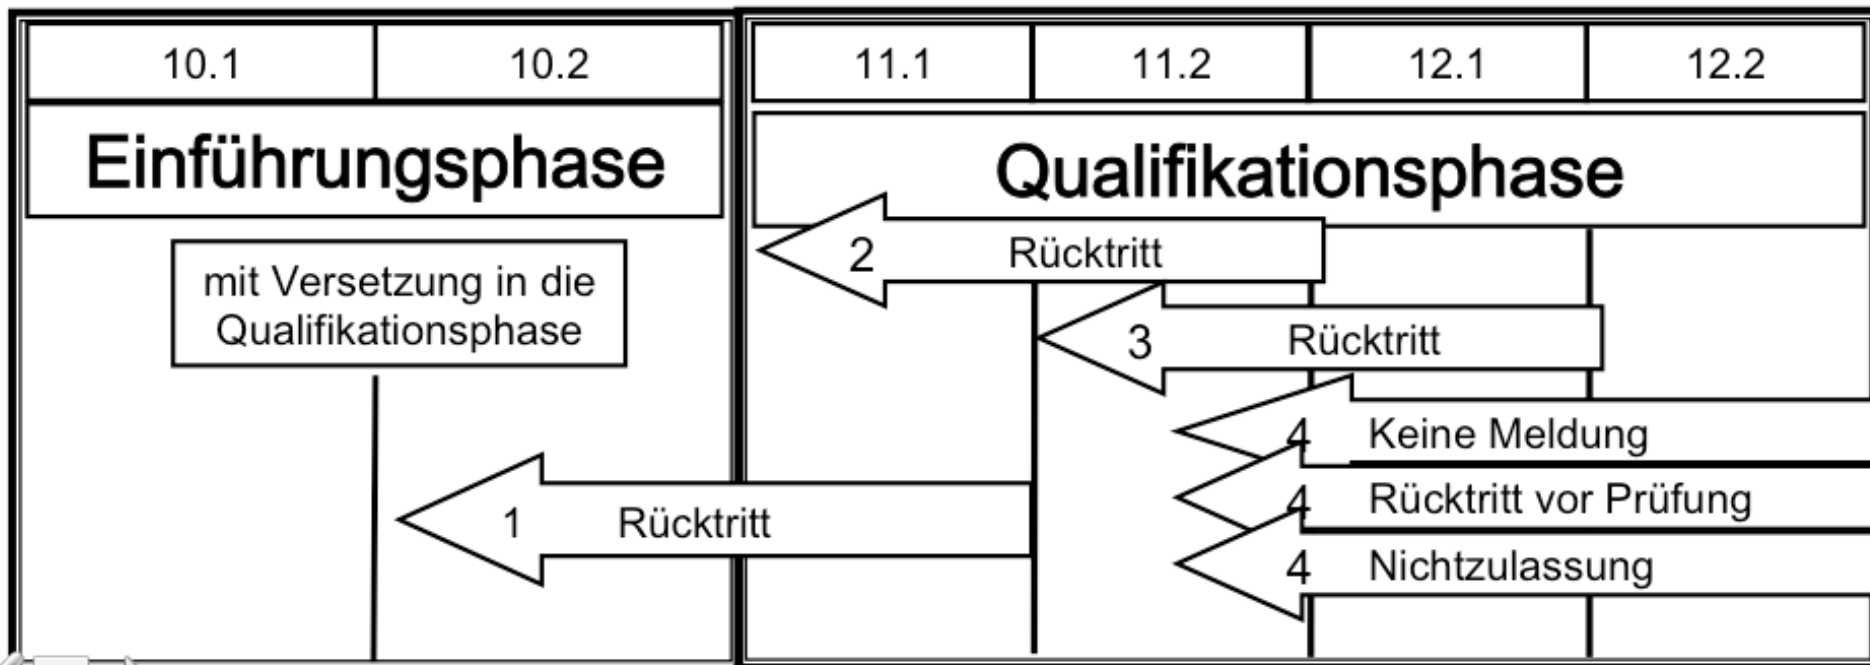 10.1 10.2 11.1 11.2 12.1 12.2
Einführungsphase
Qualifikationsphase
mit Versetzung in die
Qualifikationsphase
2 Rücktritt
3 Rücktritt
4 Keine Meldung
4 Rücktritt vor Prüfung
1 Rücktritt
4 Nichtzulassung